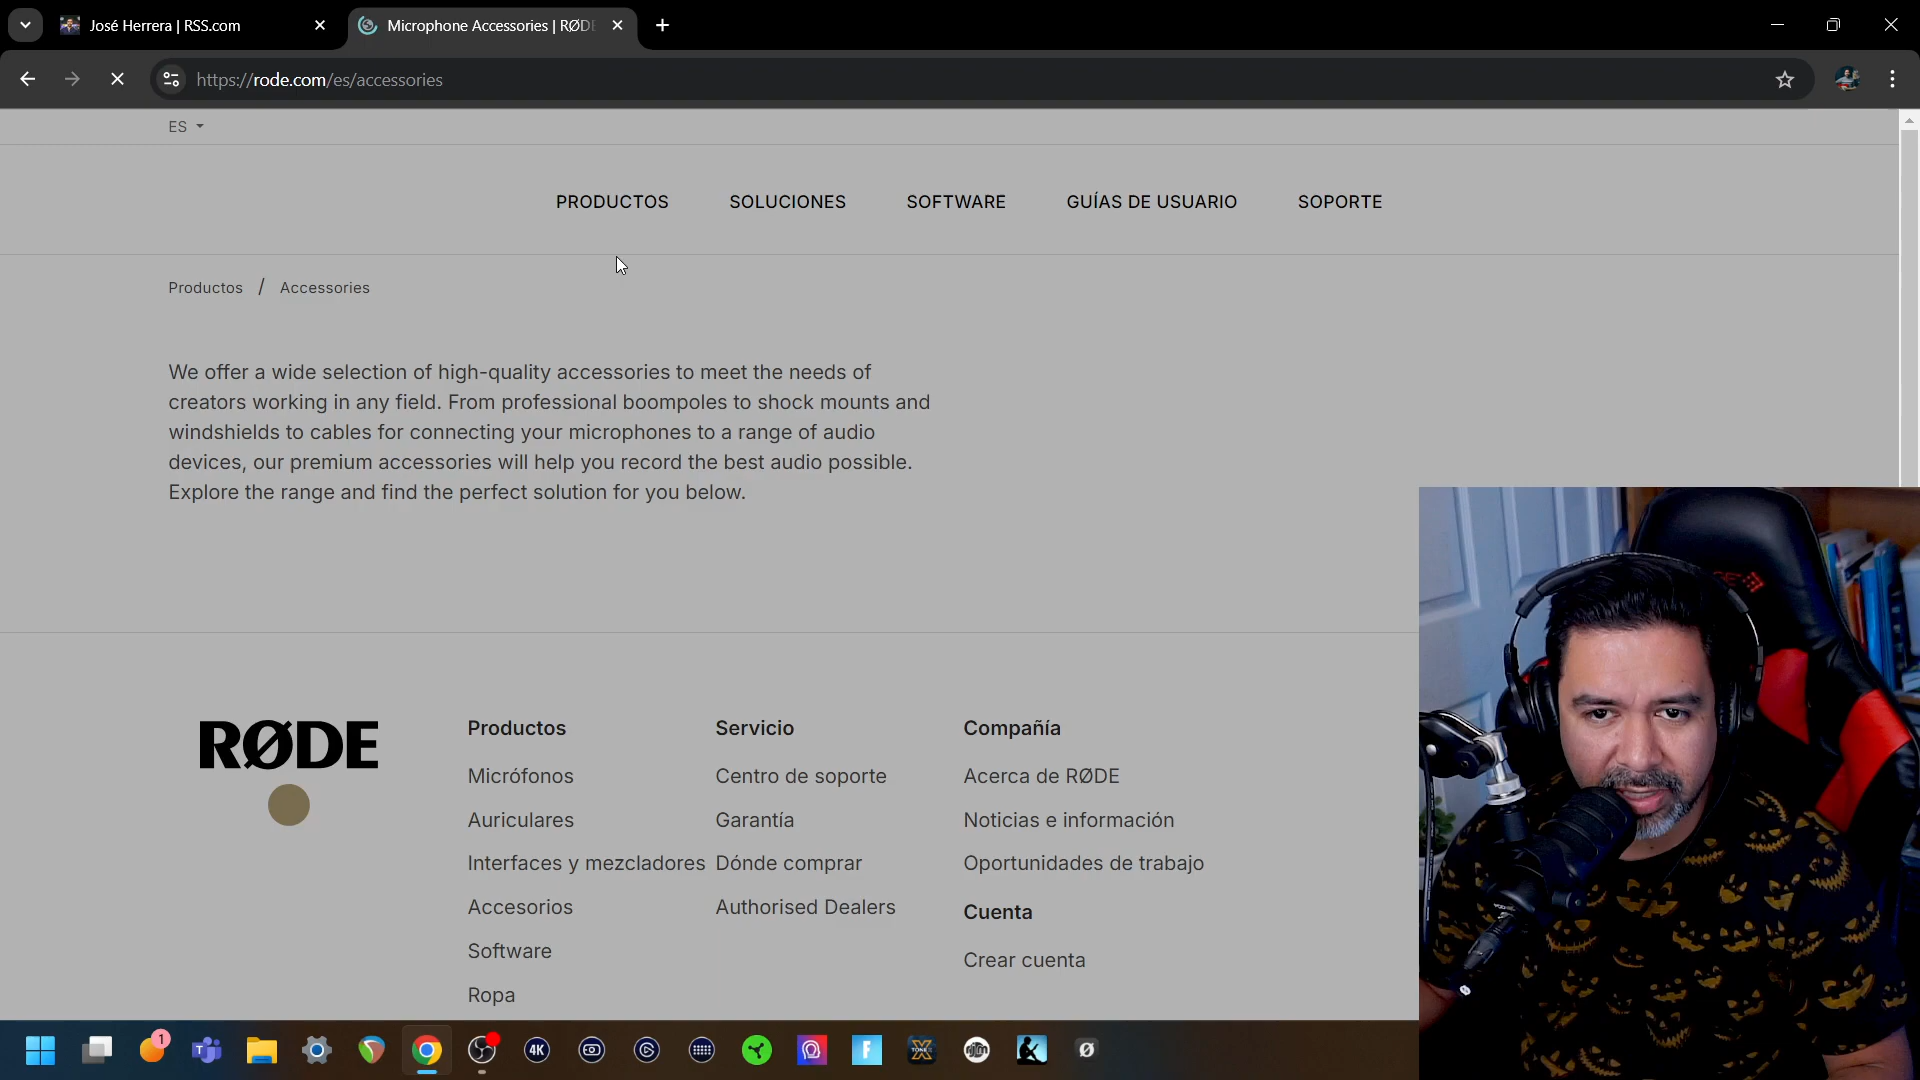 José Herrera | RSS.com
Microphone Accessories | RØDE
https://rode.com/es/accessories
ES
PRODUCTOS
SOLUCIONES
SOFTWARE
GUÍAS DE USUARIO
SOPORTE
Productos / Accessories
We offer a wide selection of high-quality accessories to meet the needs of
creators working in any field. From professional boompoles to shock mounts and
windshields to cables for connecting your microphones to a range of audio
devices, our premium accessories will help you record the best audio possible.
Explore the range and find the perfect solution for you below.
RØDE
Productos
Micrófonos
Auriculares
Interfaces y mezcladores
Accesorios
Software
Ropa
Servicio
Centro de soporte
Garantía
Dónde comprar
Authorised Dealers
Compañía
Acerca de RØDE
Noticias e información
Oportunidades de trabajo
Cuenta
Crear cuenta
1
T
4K
F
TONEX
Ø